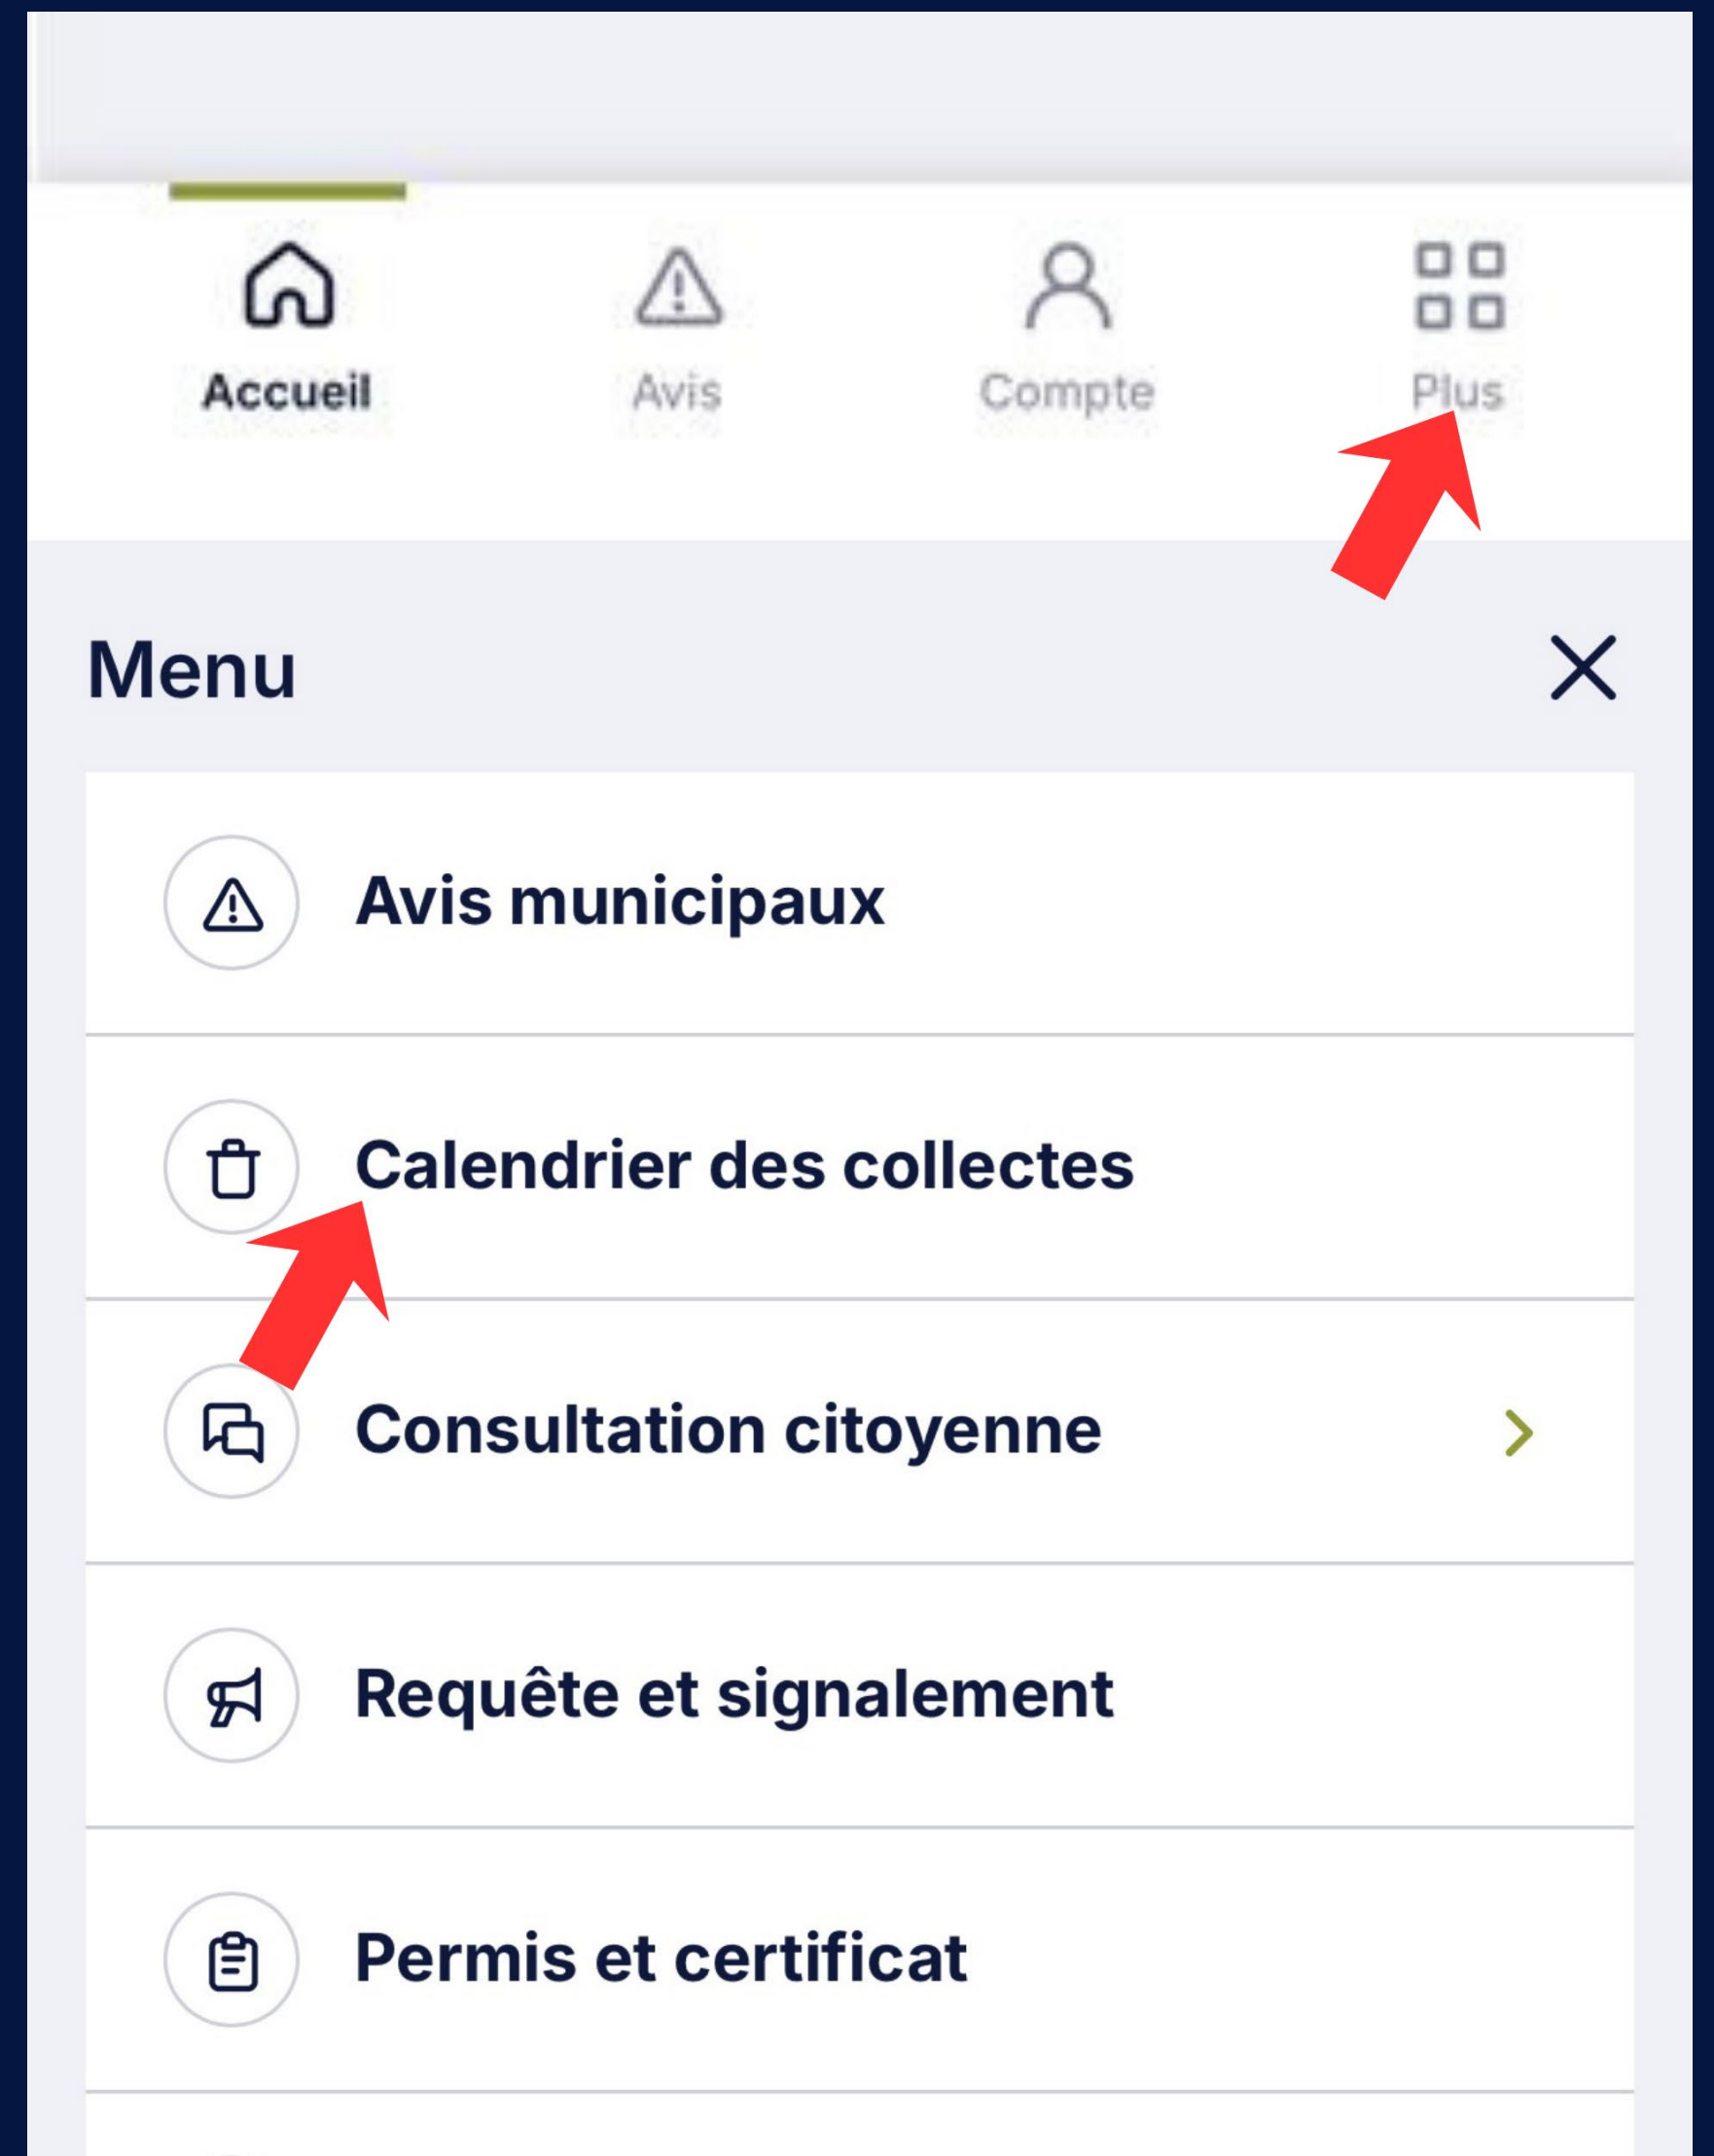 Accueil
Avis
Compte
Plus
Menu
Avis municipaux
Calendrier des collectes
Consultation citoyenne
Requête et signalement
Permis et certificat